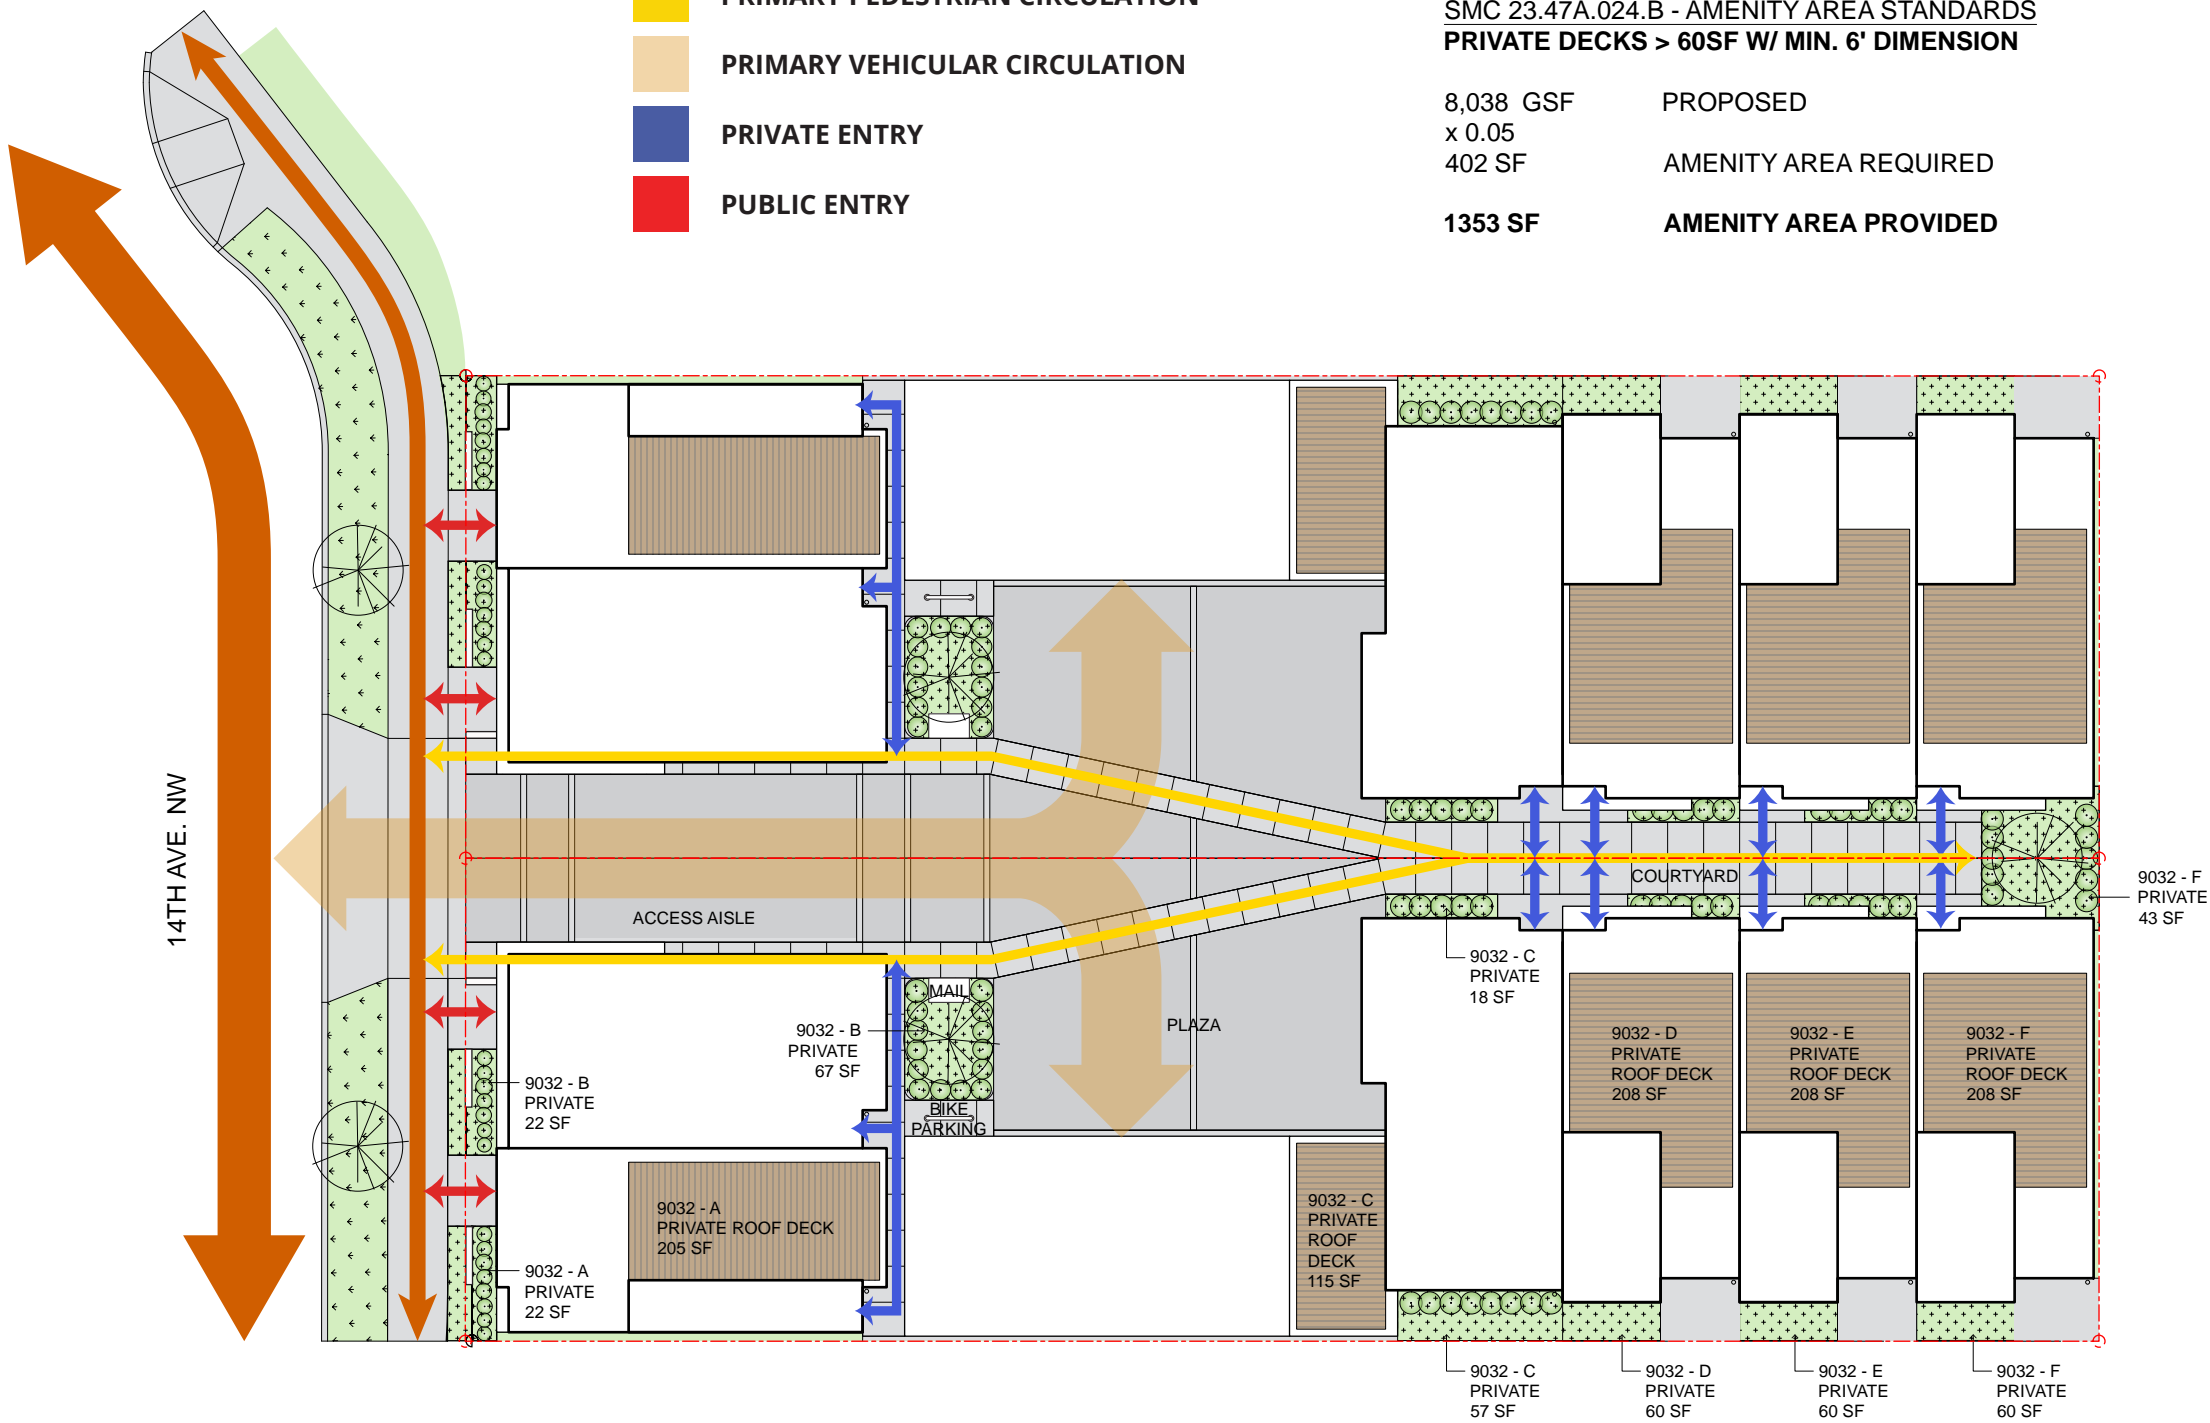 PRIMARY PEDESTRIAN CIRCULATION
PRIMARY VEHICULAR CIRCULATION
PRIVATE ENTRY
PUBLIC ENTRY
SMC 23.47A.024.B - AMENITY AREA STANDARDS
PRIVATE DECKS > 60SF W/ MIN. 6' DIMENSION
8,038 GSF PROPOSED
x 0.05
402 SF AMENITY AREA REQUIRED
1353 SF AMENITY AREA PROVIDED
14TH AVE. NW
ACCESS AISLE
COURTYARD
PLAZA
MAIL
BIKE
PARKING
9032 - F
PRIVATE
43 SF
9032 - C
PRIVATE
18 SF
9032 - B
PRIVATE
67 SF
9032 - B
PRIVATE
22 SF
9032 - A
PRIVATE ROOF DECK
205 SF
9032 - A
PRIVATE
22 SF
9032 - C
PRIVATE
ROOF
DECK
115 SF
9032 - D
PRIVATE
ROOF DECK
208 SF
9032 - E
PRIVATE
ROOF DECK
208 SF
9032 - F
PRIVATE
ROOF DECK
208 SF
9032 - C
PRIVATE
57 SF
9032 - D
PRIVATE
60 SF
9032 - E
PRIVATE
60 SF
9032 - F
PRIVATE
60 SF